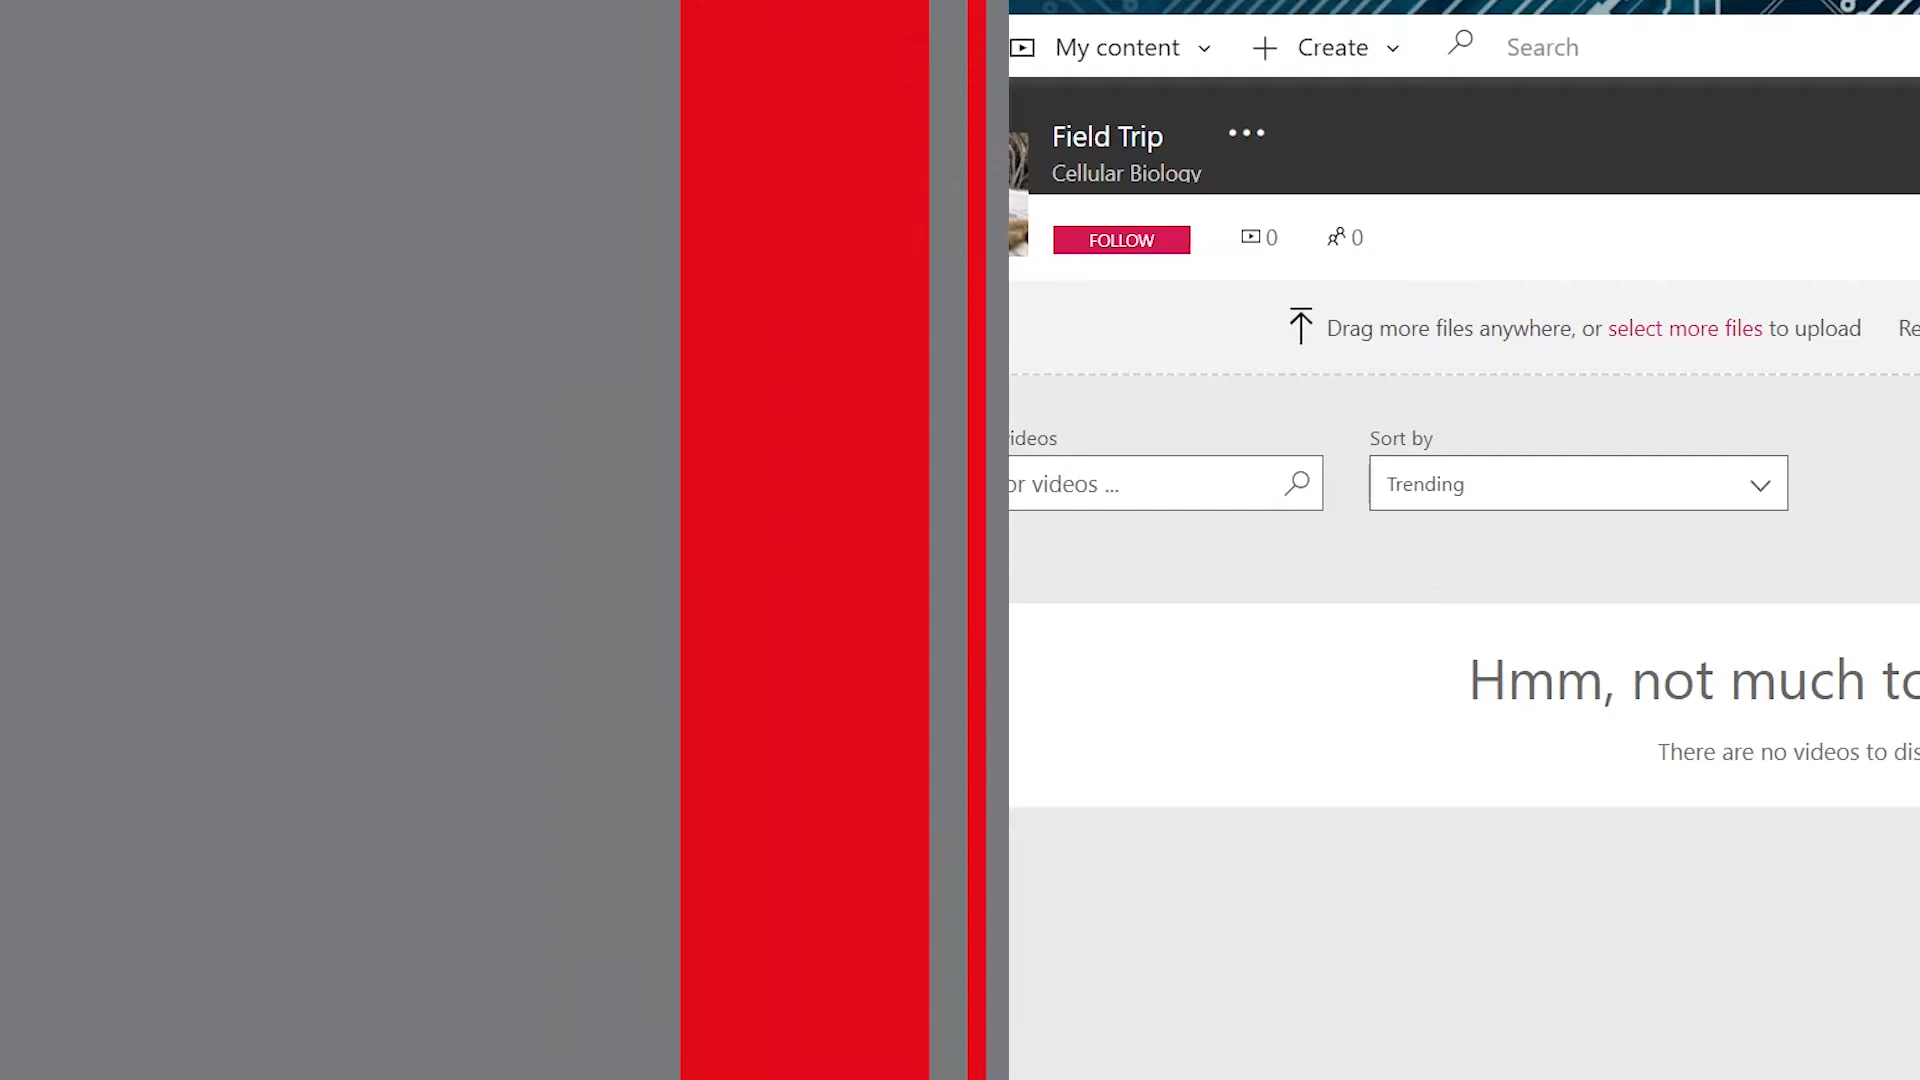 My content Create Search
Field Trip
Cellular Biology
FOLLOW 0 0
Drag more files anywhere, or select more files to upload
ideos Sort by
or videos ... Trending
Hmm, not much to
There are no videos to dis